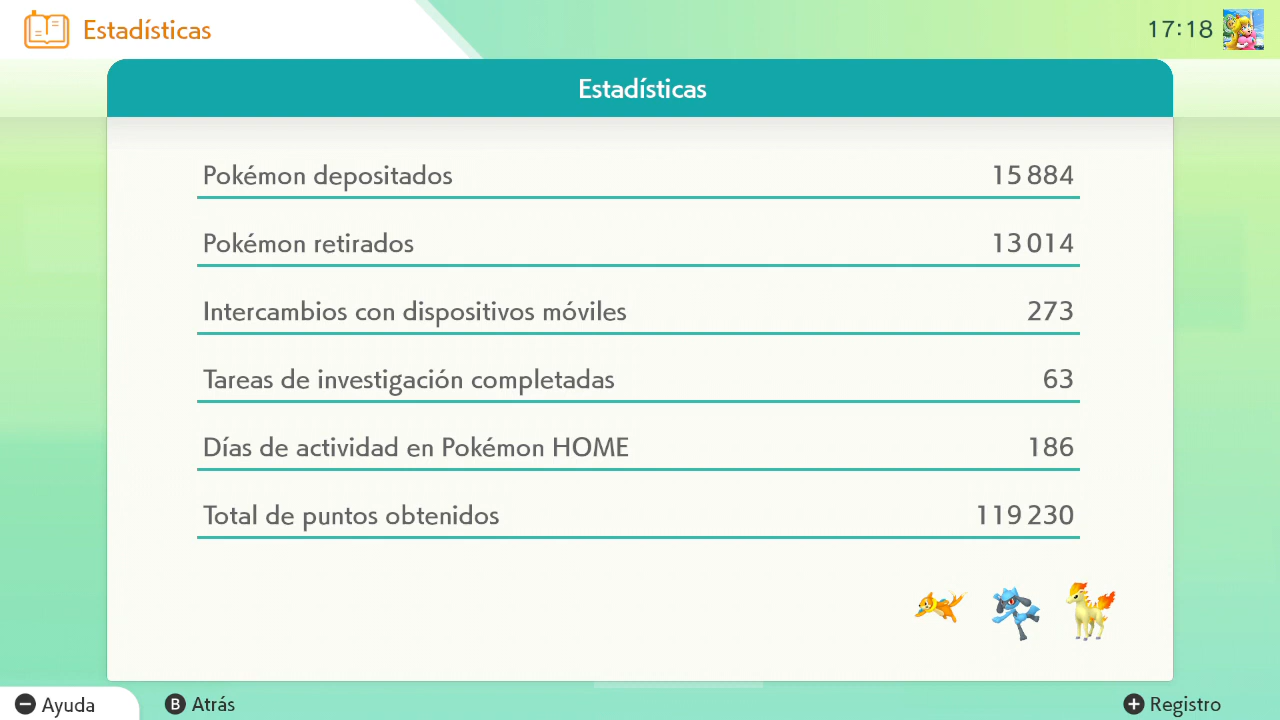 Estadísticas
17:18
Estadísticas
Pokémon depositados 15 884
Pokémon retirados 13 014
Intercambios con dispositivos móviles 273
Tareas de investigación completadas 63
Días de actividad en Pokémon HOME 186
Total de puntos obtenidos 119 230
Ayuda
B Atrás
Registro